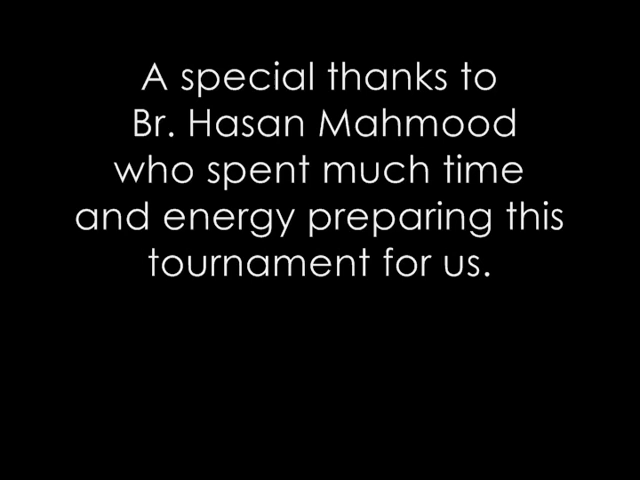 A special thanks to
Br. Hasan Mahmood
who spent much time
and energy preparing this
tournament for us.